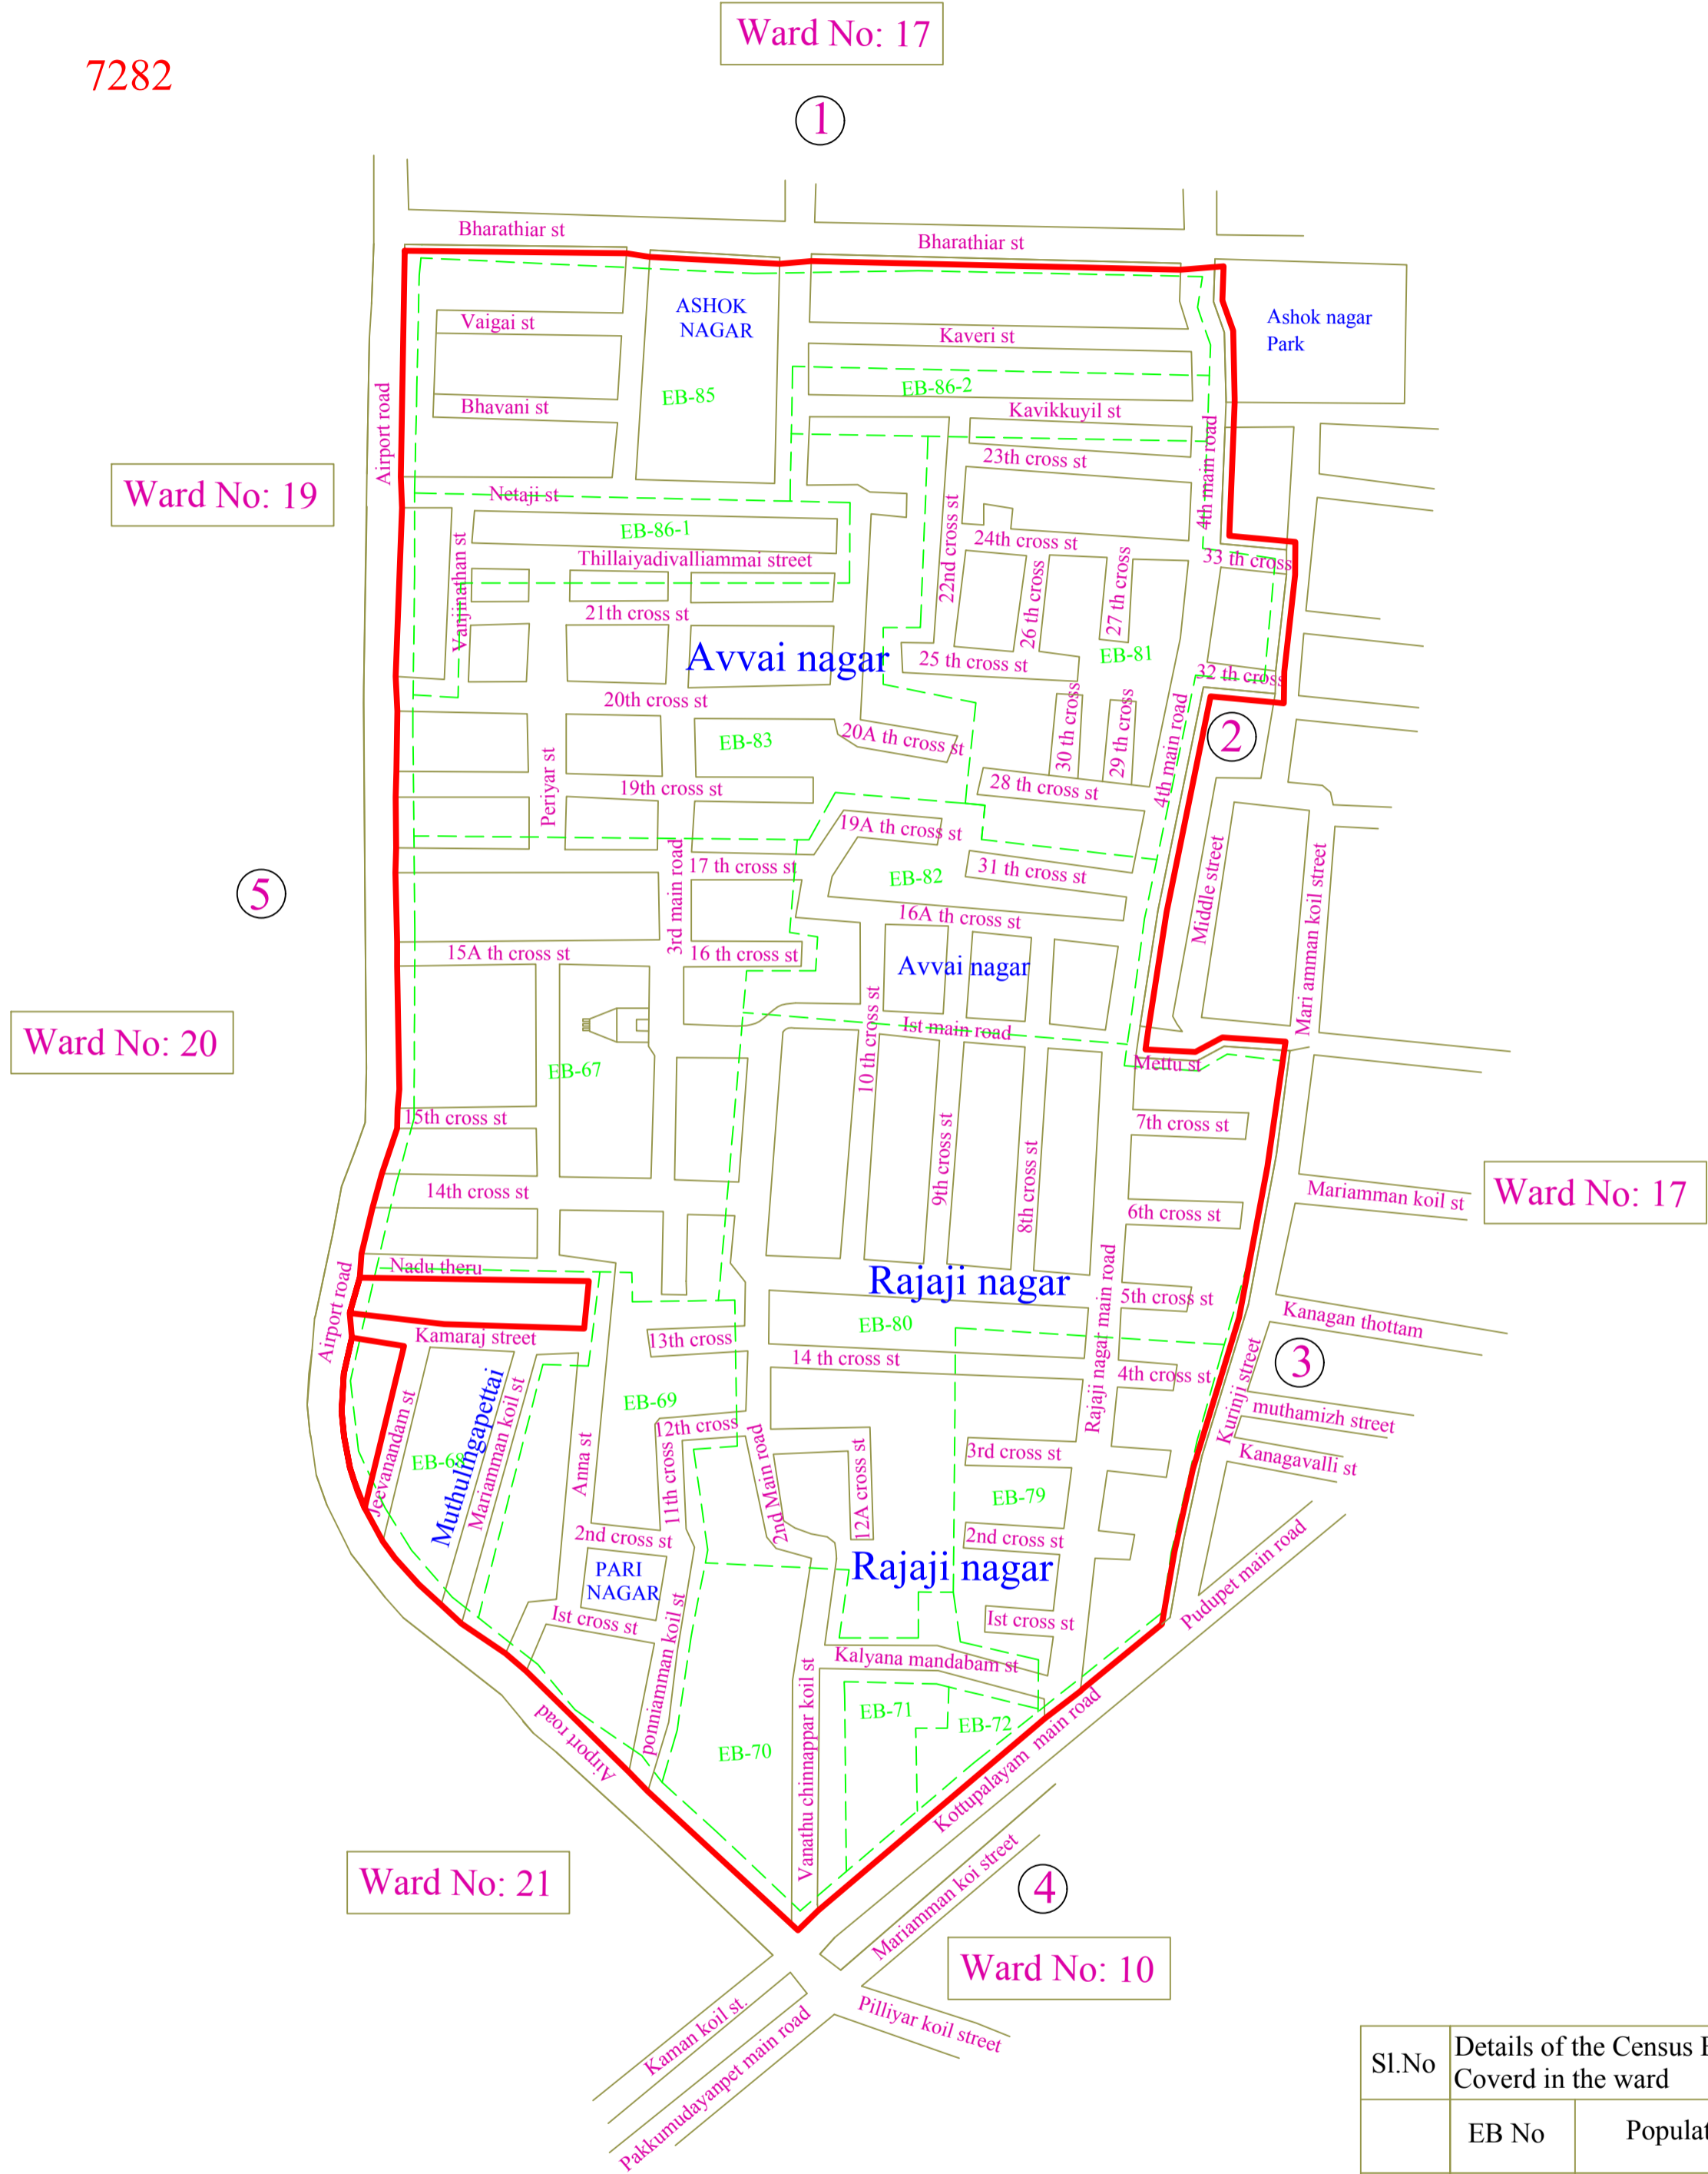 Ward No: 17
7282
1
Bharathiar st
Bharathiar st
ASHOK
NAGAR
Ashok nagar
Park
Vaigai st
Kaveri st
EB-85
EB-86-2
Bhavani st
Kavikkuyil st
Airport road
4th main road
23th cross st
Ward No: 19
Netaji st
EB-86-1
22nd cross st
24th cross st
Thillaiyadivalliammai street
33 th cross
Vanjinathan st
26 th cross
27 th cross
21th cross st
Avvai nagar
25 th cross st
EB-81
32 th cross
20th cross st
30 th cross
29 th cross
4th main road
2
EB-83
20A th cross st
Periyar st
19th cross st
28 th cross st
19A th cross st
17 th cross st
31 th cross st
EB-82
3rd main road
Middle street
Mari amman koil street
5
16A th cross st
15A th cross st
16 th cross st
Avvai nagar
Ward No: 20
Ist main road
10 th cross st
Mettu st
EB-67
15th cross st
7th cross st
14th cross st
9th cross st
8th cross st
6th cross st
Mariamman koil st
Ward No: 17
Nadu theru
Rajaji nagar
5th cross st
Airport road
Kamaraj street
13th cross
EB-80
Rajaji nagar main road
Kanagan thottam
14 th cross st
4th cross st
3
Kurinji street
Muthulingapettai
Mariamman koil st
Jeevanandam st
EB-69
12th cross
muthamizh street
EB-68
Anna st
11th cross
2nd Main road
12A cross st
3rd cross st
Kanagavalli st
EB-79
2nd cross st
2nd cross st
PARI
NAGAR
Rajaji nagar
Pudupet main road
Ist cross st
Ist cross st
ponniamman koil st
Kalyana mandabam st
Airport road
EB-71
EB-72
EB-70
Vanathu chinnappar koil st
Kottupalayam main road
Ward No: 21
Mariamman koi street
4
Ward No: 10
Kaman koil st.
Pakkumudayanpet main road
Pilliyar koil street
Sl.No
Details of the Census
Coverd in the ward
EB No
Populat